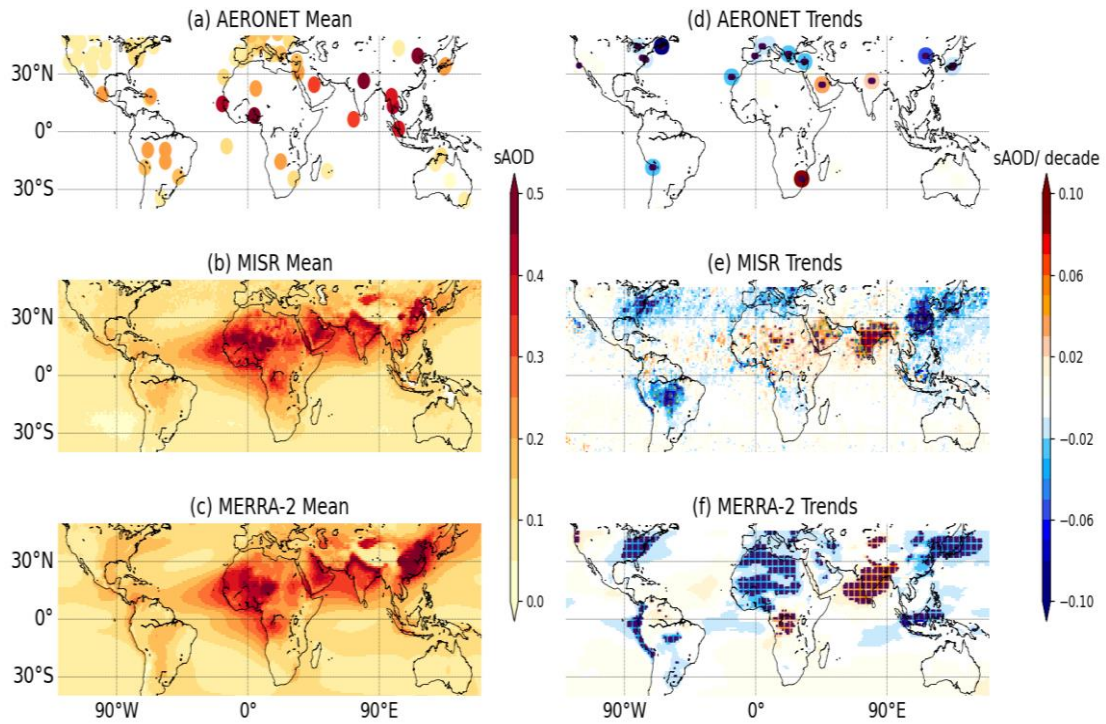 (a) AERONET Mean
(d) AERONET Trends
30°N
0°
30°S
sAOD
sAOD/ decade
0.5
0.4
0.3
0.2
0.1
0.0
0.10
0.06
0.02
−0.02
−0.06
−0.10
(b) MISR Mean
(e) MISR Trends
30°N
0°
30°S
(c) MERRA-2 Mean
(f) MERRA-2 Trends
30°N
0°
30°S
90°W
0°
90°E
90°W
0°
90°E